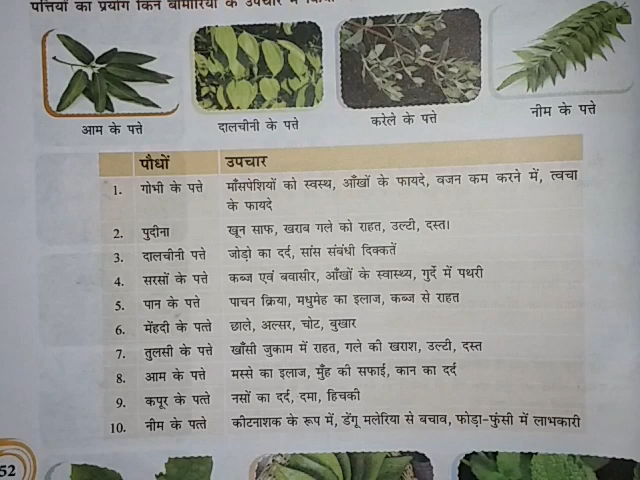 पत्तियों का प्रयोग किन बीमारियों के उपचार में
आम के पत्ते
दालचीनी के पत्ते
करेले के पत्ते
नीम के पत्ते
पौधों उपचार
1. गोभी के पत्ते माँसपेशियों को स्वस्थ, आँखों के फायदे, वजन कम करने में, त्वचा
के फायदे
2. पुदीना खून साफ, खराब गले को राहत, उल्टी, दस्त।
3. दालचीनी पत्ते जोड़ो का दर्द, सांस संबंधी दिक्कतें
4. सरसों के पत्ते कब्ज एवं बवासीर, आँखों के स्वास्थ्य, गुर्दे में पथरी
5. पान के पत्ते पाचन क्रिया, मधुमेह का इलाज, कब्ज से राहत
6. मेंहदी के पत्ते छाले, अल्सर, चोट, बुखार
7. तुलसी के पत्ते खाँसी जुकाम में राहत, गले की खराश, उल्टी, दस्त
8. आम के पत्ते मस्से का इलाज, मुँह की सफाई, कान का दर्द
9. कपूर के पत्ते नसों का दर्द, दमा, हिचकी
10. नीम के पत्ते कीटनाशक के रूप में, डेंगू मलेरिया से बचाव, फोड़ा-फुंसी में लाभकारी
52